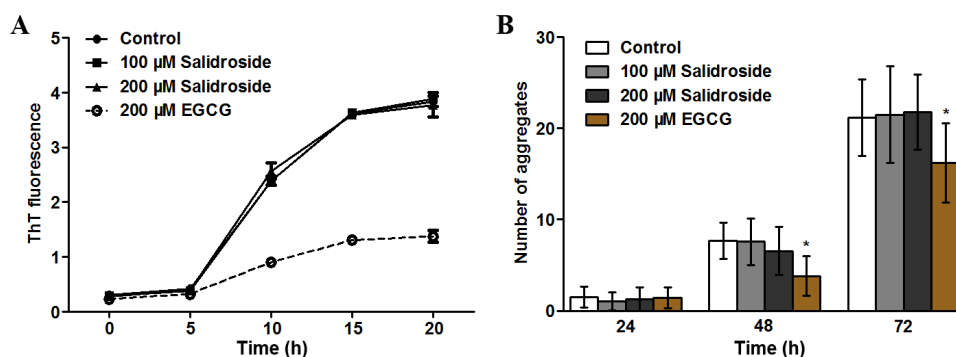 A
ThT fluorescence
5
4
3
2
1
0
Control
100 µM Salidroside
200 µM Salidroside
200 µM EGCG
0 5 10 15 20
Time (h)
B
Number of aggregates
30
20
10
0
Control
100 µM Salidroside
200 µM Salidroside
200 µM EGCG
*
*
24 48 72
Time (h)